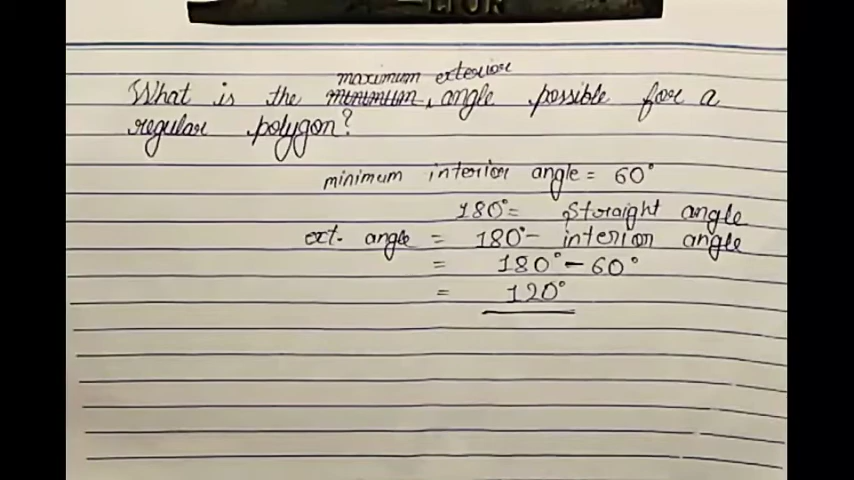 What is the minimum maximum exterior angle possible for a
regular polygon?
minimum interior angle = 60°
180° = straight angle
ext. angle = 180° - interior angle
= 180° - 60°
= 120°